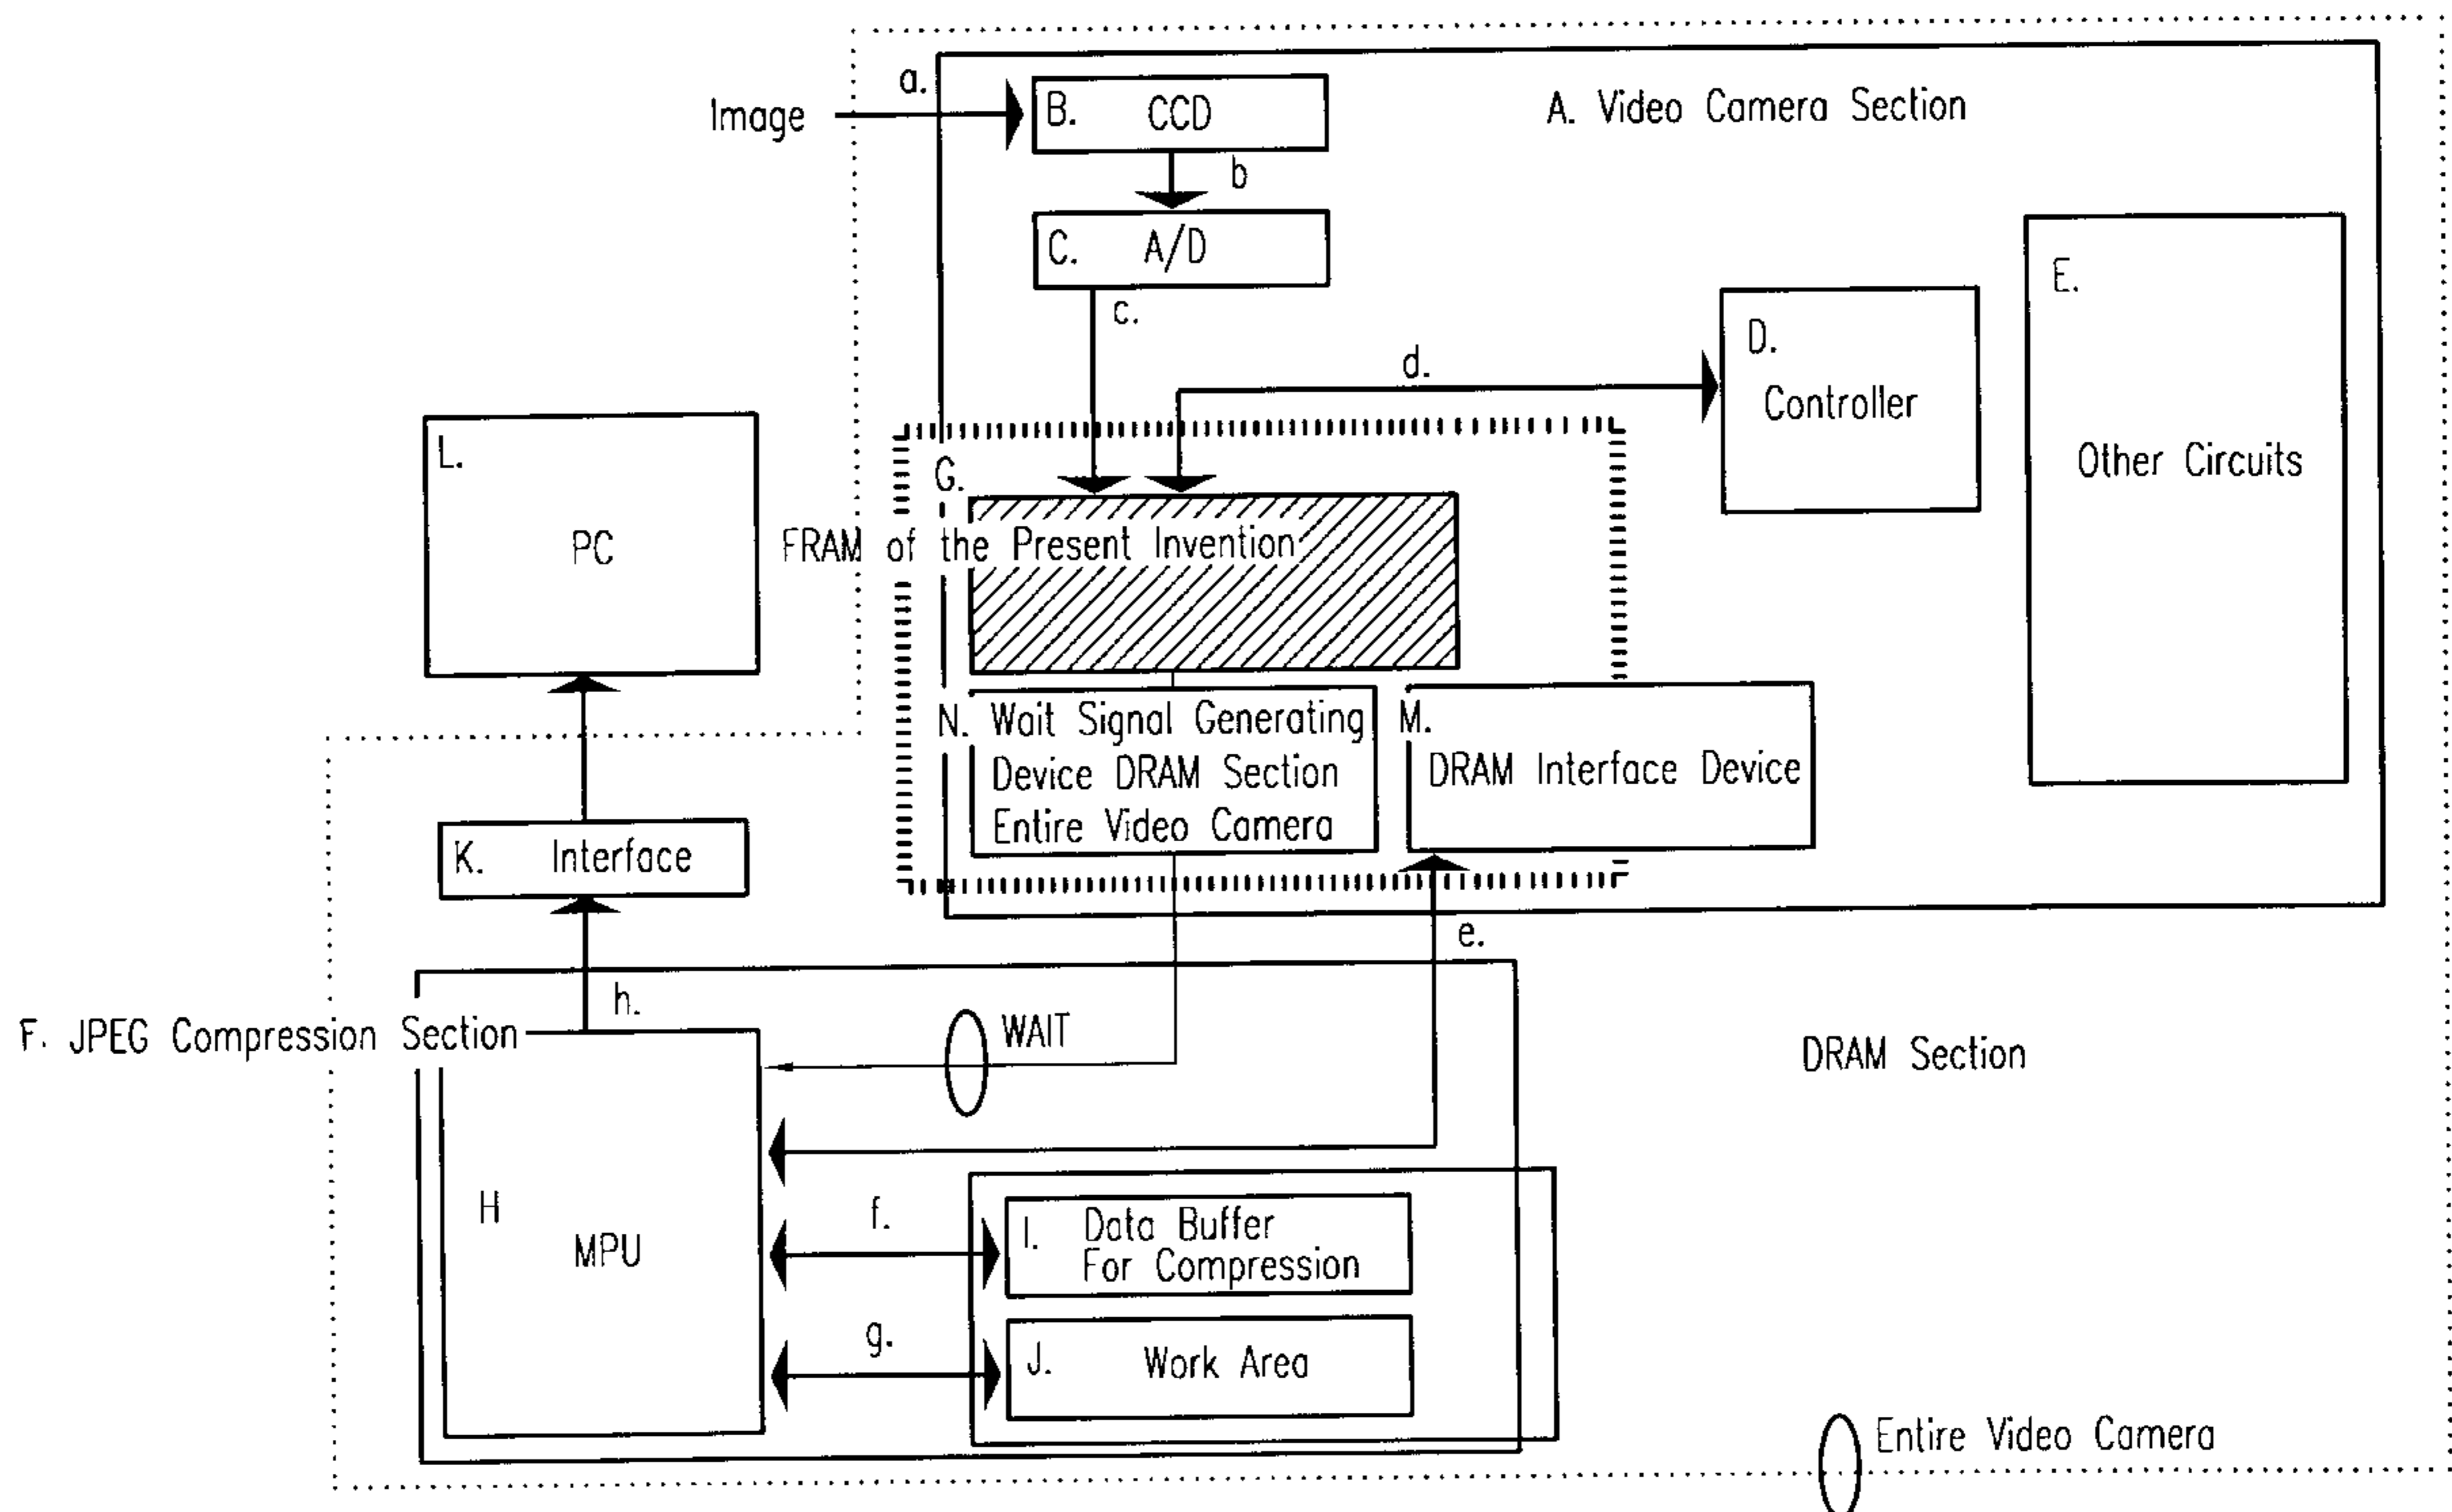 a.
Image
B. CCD
A. Video Camera Section
b
C. A/D
c.
E.
D.
d.
Controller
L.
G.
Other Circuits
PC
FRAM of the Present Invention
N. Wait Signal Generating
Device DRAM Section
Entire Video Camera
M.
DRAM Interface Device
K. Interface
e.
h.
F. JPEG Compression Section
WAIT
DRAM Section
H
MPU
f.
I. Data Buffer
For Compression
g.
J. Work Area
Entire Video Camera